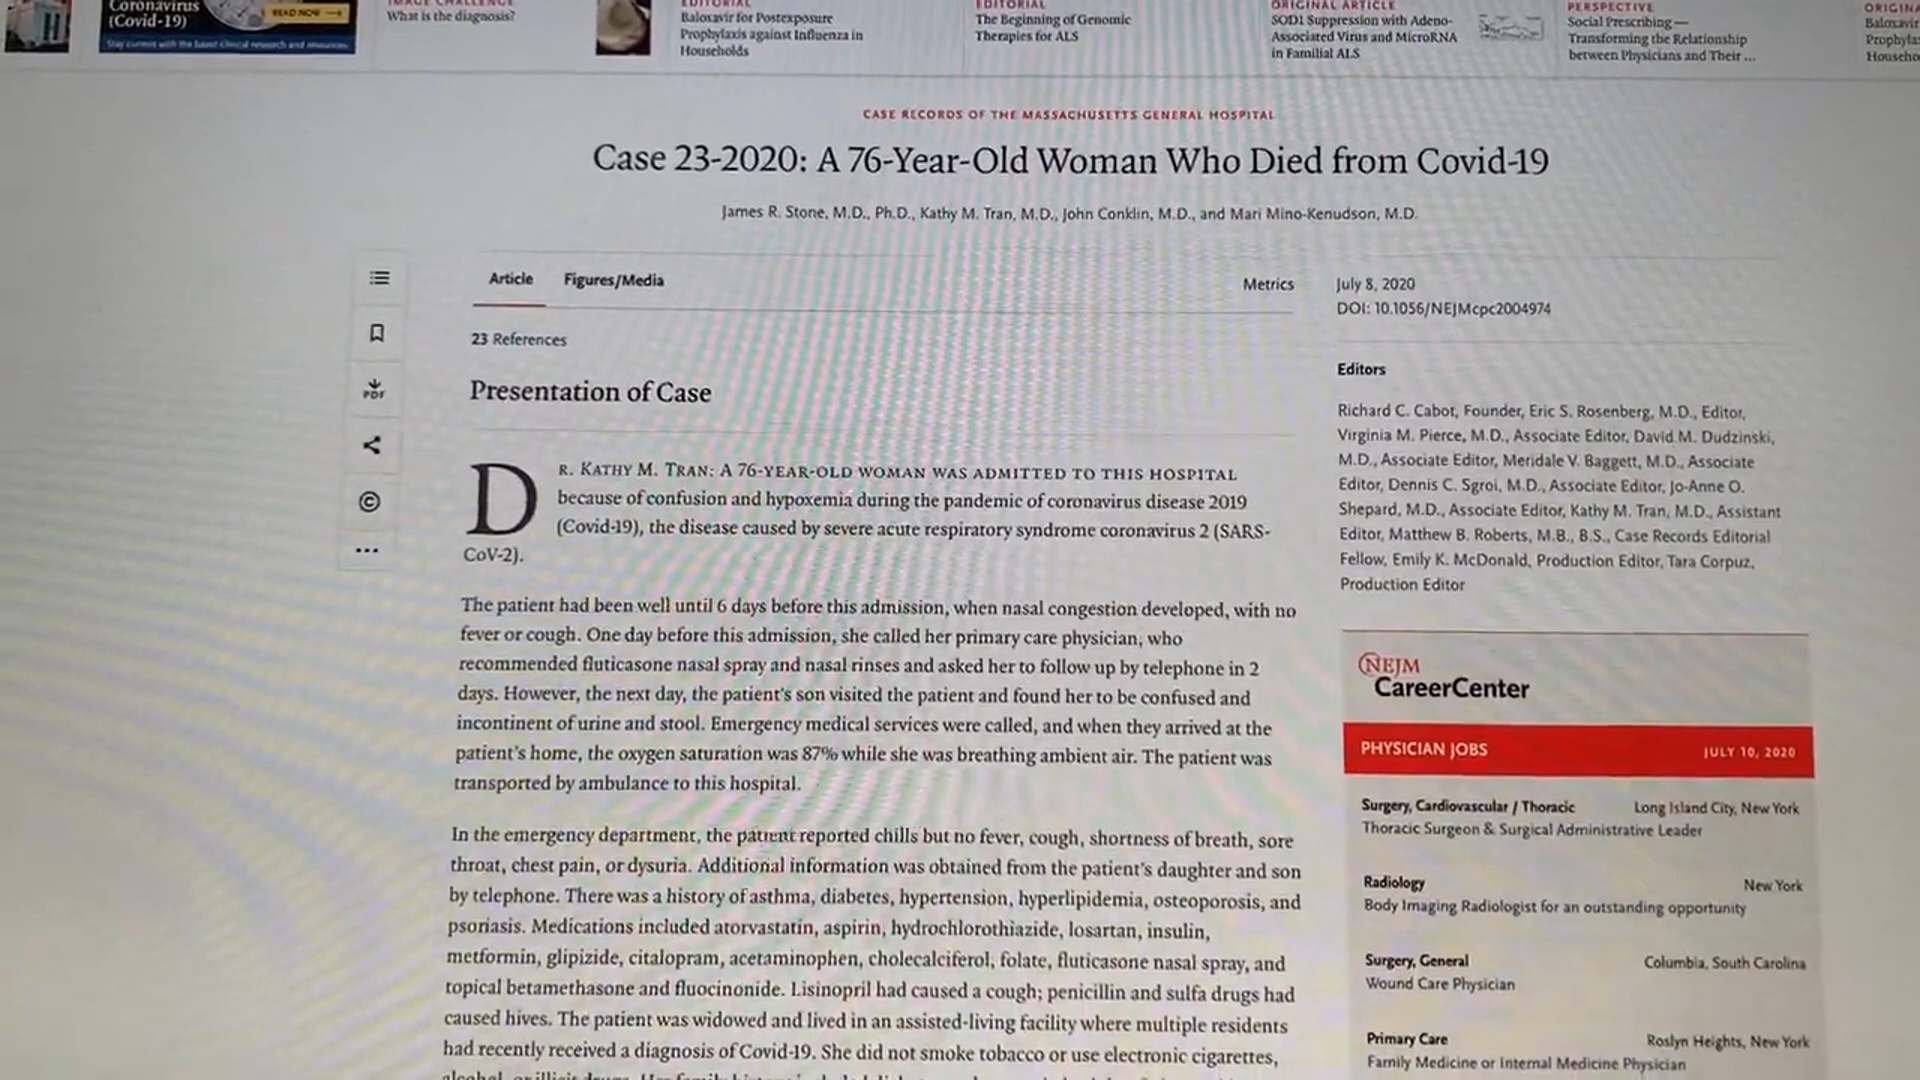 Coronavirus
(Covid-19)
READ NOW
Stay current with the latest clinical research and resources.
IMAGE CHALLENGE
What is the diagnosis?
EDITORIAL
Baloxavir for Postexposure
Prophylaxis against Influenza in
Households
EDITORIAL
The Beginning of Genomic
Therapies for ALS
ORIGINAL ARTICLE
SOD1 Suppression with Adeno-
Associated Virus and MicroRNA
in Familial ALS
PERSPECTIVE
Social Prescribing —
Transforming the Relationship
between Physicians and Their ...
CASE RECORDS OF THE MASSACHUSETTS GENERAL HOSPITAL
Case 23-2020: A 76-Year-Old Woman Who Died from Covid-19
James R. Stone, M.D., Ph.D., Kathy M. Tran, M.D., John Conklin, M.D., and Mari Mino-Kenudson, M.D.
Article Figures/Media Metrics
23 References
PDF
Presentation of Case
DR. KATHY M. TRAN: A 76-YEAR-OLD WOMAN WAS ADMITTED TO THIS HOSPITAL
because of confusion and hypoxemia during the pandemic of coronavirus disease 2019
(Covid-19), the disease caused by severe acute respiratory syndrome coronavirus 2 (SARS-
CoV-2).
The patient had been well until 6 days before this admission, when nasal congestion developed, with no
fever or cough. One day before this admission, she called her primary care physician, who
recommended fluticasone nasal spray and nasal rinses and asked her to follow up by telephone in 2
days. However, the next day, the patient's son visited the patient and found her to be confused and
incontinent of urine and stool. Emergency medical services were called, and when they arrived at the
patient's home, the oxygen saturation was 87% while she was breathing ambient air. The patient was
transported by ambulance to this hospital.
In the emergency department, the patient reported chills but no fever, cough, shortness of breath, sore
throat, chest pain, or dysuria. Additional information was obtained from the patient's daughter and son
by telephone. There was a history of asthma, diabetes, hypertension, hyperlipidemia, osteoporosis, and
psoriasis. Medications included atorvastatin, aspirin, hydrochlorothiazide, losartan, insulin,
metformin, glipizide, citalopram, acetaminophen, cholecalciferol, folate, fluticasone nasal spray, and
topical betamethasone and fluocinonide. Lisinopril had caused a cough; penicillin and sulfa drugs had
caused hives. The patient was widowed and lived in an assisted-living facility where multiple residents
had recently received a diagnosis of Covid-19. She did not smoke tobacco or use electronic cigarettes,
July 8, 2020
DOI: 10.1056/NEJMcpc2004974
Editors
Richard C. Cabot, Founder, Eric S. Rosenberg, M.D., Editor,
Virginia M. Pierce, M.D., Associate Editor, David M. Dudzinski,
M.D., Associate Editor, Meridale V. Baggett, M.D., Associate
Editor, Dennis C. Sgroi, M.D., Associate Editor, Jo-Anne O.
Shepard, M.D., Associate Editor, Kathy M. Tran, M.D., Assistant
Editor, Matthew B. Roberts, M.B., B.S., Case Records Editorial
Fellow, Emily K. McDonald, Production Editor, Tara Corpuz,
Production Editor
NEJM
CareerCenter
PHYSICIAN JOBS JULY 10, 2020
Surgery, Cardiovascular / Thoracic Long Island City, New York
Thoracic Surgeon & Surgical Administrative Leader
Radiology New York
Body Imaging Radiologist for an outstanding opportunity
Surgery, General Columbia, South Carolina
Wound Care Physician
Primary Care Roslyn Heights, New York
Family Medicine or Internal Medicine Physician